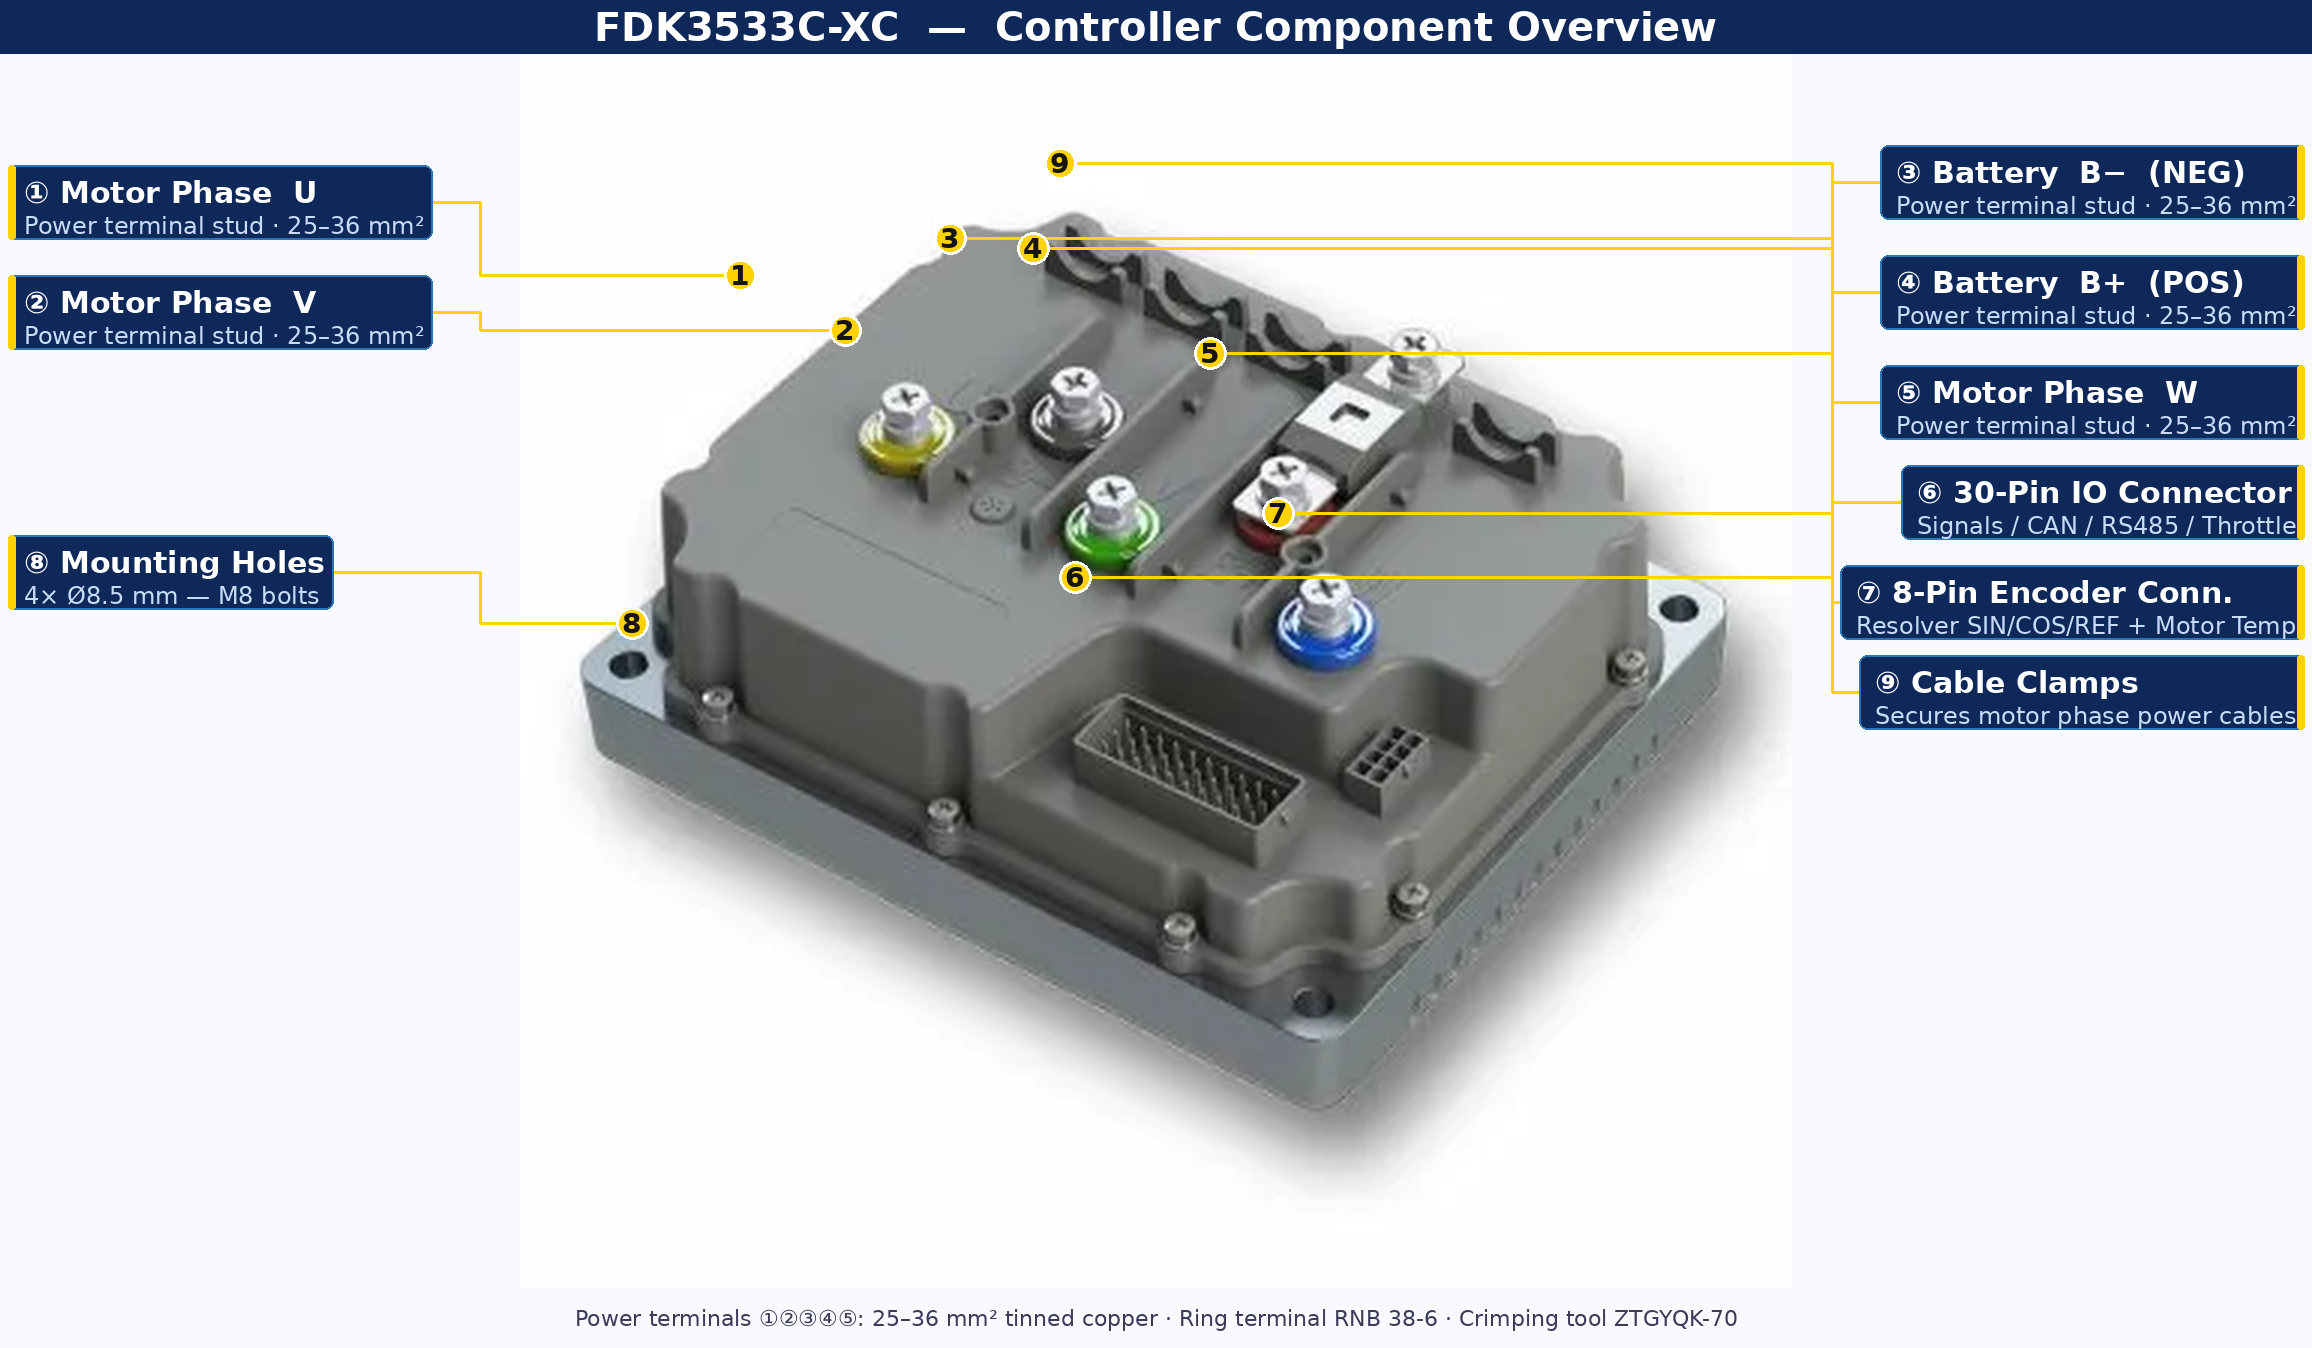 FDK3533C-XC — Controller Component Overview
① Motor Phase U
Power terminal stud · 25–36 mm²
② Motor Phase V
Power terminal stud · 25–36 mm²
⑧ Mounting Holes
4× Ø8.5 mm — M8 bolts
9
3
4
1
2
5
7
6
8
③ Battery B− (NEG)
Power terminal stud · 25–36 mm²
④ Battery B+ (POS)
Power terminal stud · 25–36 mm²
⑤ Motor Phase W
Power terminal stud · 25–36 mm²
⑥ 30-Pin IO Connector
Signals / CAN / RS485 / Throttle
⑦ 8-Pin Encoder Conn.
Resolver SIN/COS/REF + Motor Temp
⑨ Cable Clamps
Secures motor phase power cables
Power terminals ①②③④⑤: 25–36 mm² tinned copper · Ring terminal RNB 38-6 · Crimping tool ZTGYQK-70